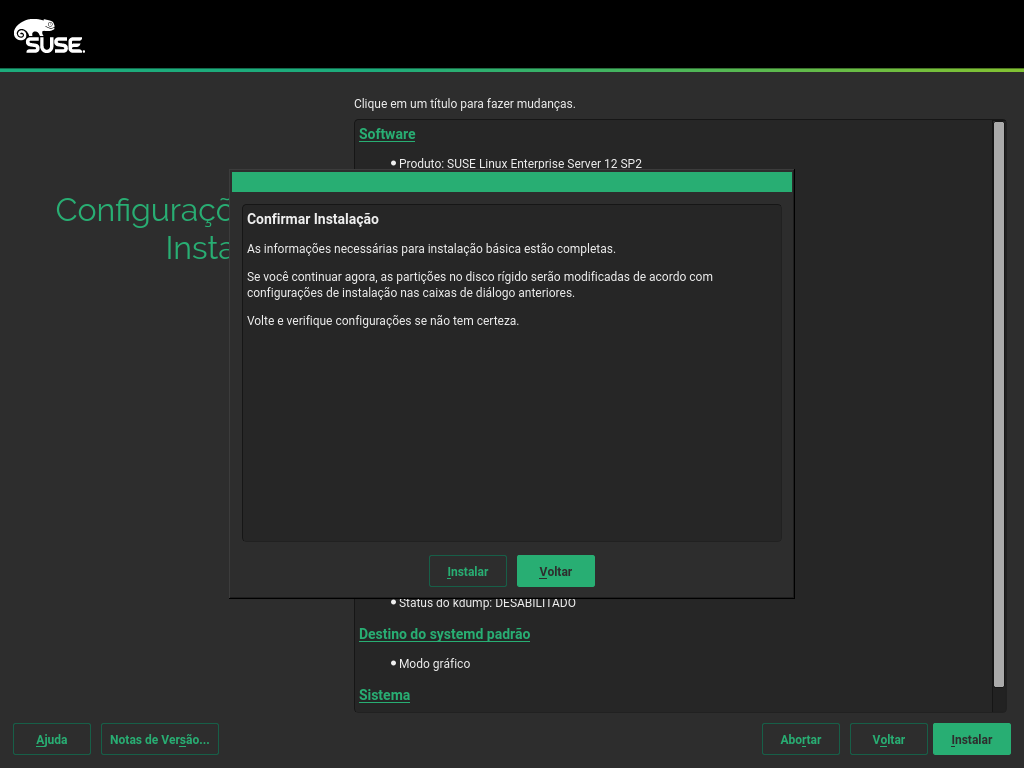 SUSE
Clique em um título para fazer mudanças.
Software
Produto: SUSE Linux Enterprise Server 12 SP2
Confirmar Instalação
As informações necessárias para instalação básica estão completas.
Se você continuar agora, as partições no disco rígido serão modificadas de acordo com
configurações de instalação nas caixas de diálogo anteriores.
Volte e verifique configurações se não tem certeza.
Instalar
Voltar
Status do kdump: DESABILITADO
Destino do systemd padrão
Modo gráfico
Sistema
Ajuda
Notas de Versão...
Abortar
Voltar
Instalar